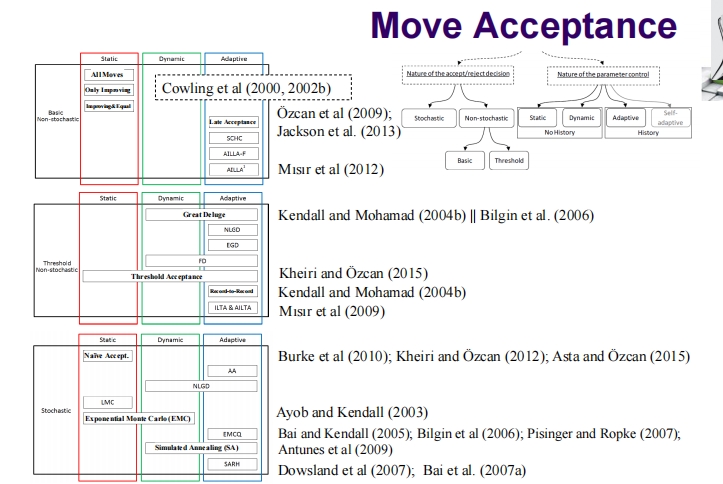 Move Acceptance
Static Dynamic Adaptive
Basic
Non-stochastic
All Moves
Only Improving
Improving&Equal
Late Acceptance
SCHC
AILLA-F
AILLA¹
Cowling et al (2000, 2002b)
Özcan et al (2009);
Jackson et al. (2013)
Mısır et al (2012)
Nature of the accept/reject decision
Stochastic
Non-stochastic
Basic
Threshold
Nature of the parameter control
Static
Dynamic
Adaptive
Self-
adaptive
No History
History
Static Dynamic Adaptive
Threshold
Non-stochastic
Great Deluge
NLGD
EGD
FD
Threshold Acceptance
Record-to-Record
ILTA & AILTA
Kendall and Mohamad (2004b) || Bilgin et al. (2006)
Kheiri and Özcan (2015)
Kendall and Mohamad (2004b)
Mısır et al (2009)
Static Dynamic Adaptive
Stochastic
Naïve Accept.
AA
NLGD
LMC
Exponential Monte Carlo (EMC)
EMCQ
Simulated Annealing (SA)
SARH
Burke et al (2010); Kheiri and Özcan (2012); Asta and Özcan (2015)
Ayob and Kendall (2003)
Bai and Kendall (2005); Bilgin et al (2006); Pisinger and Ropke (2007);
Antunes et al (2009)
Dowsland et al (2007); Bai et al. (2007a)